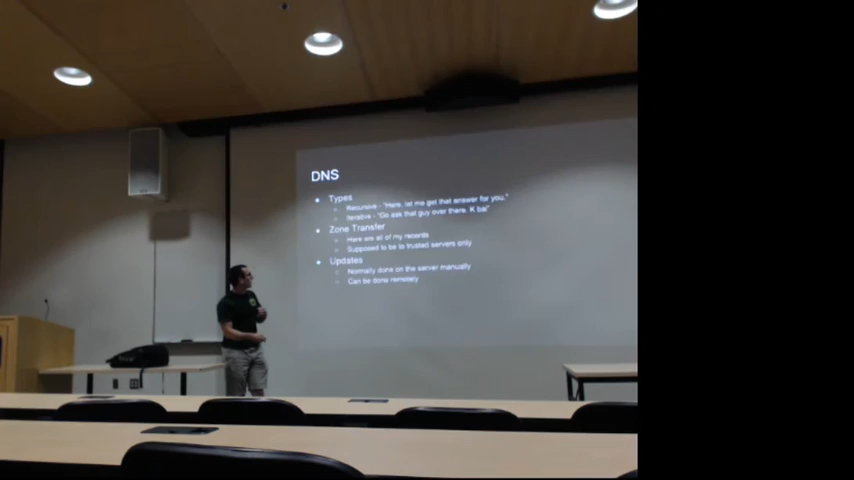 DNS
Types
Recursive - "Here, let me get that answer for you."
Iterative - "Go ask that guy over there. K bai"
Zone Transfer
Here are all of my records
Supposed to be to trusted servers only
Updates
Normally done on the server manually
Can be done remotely